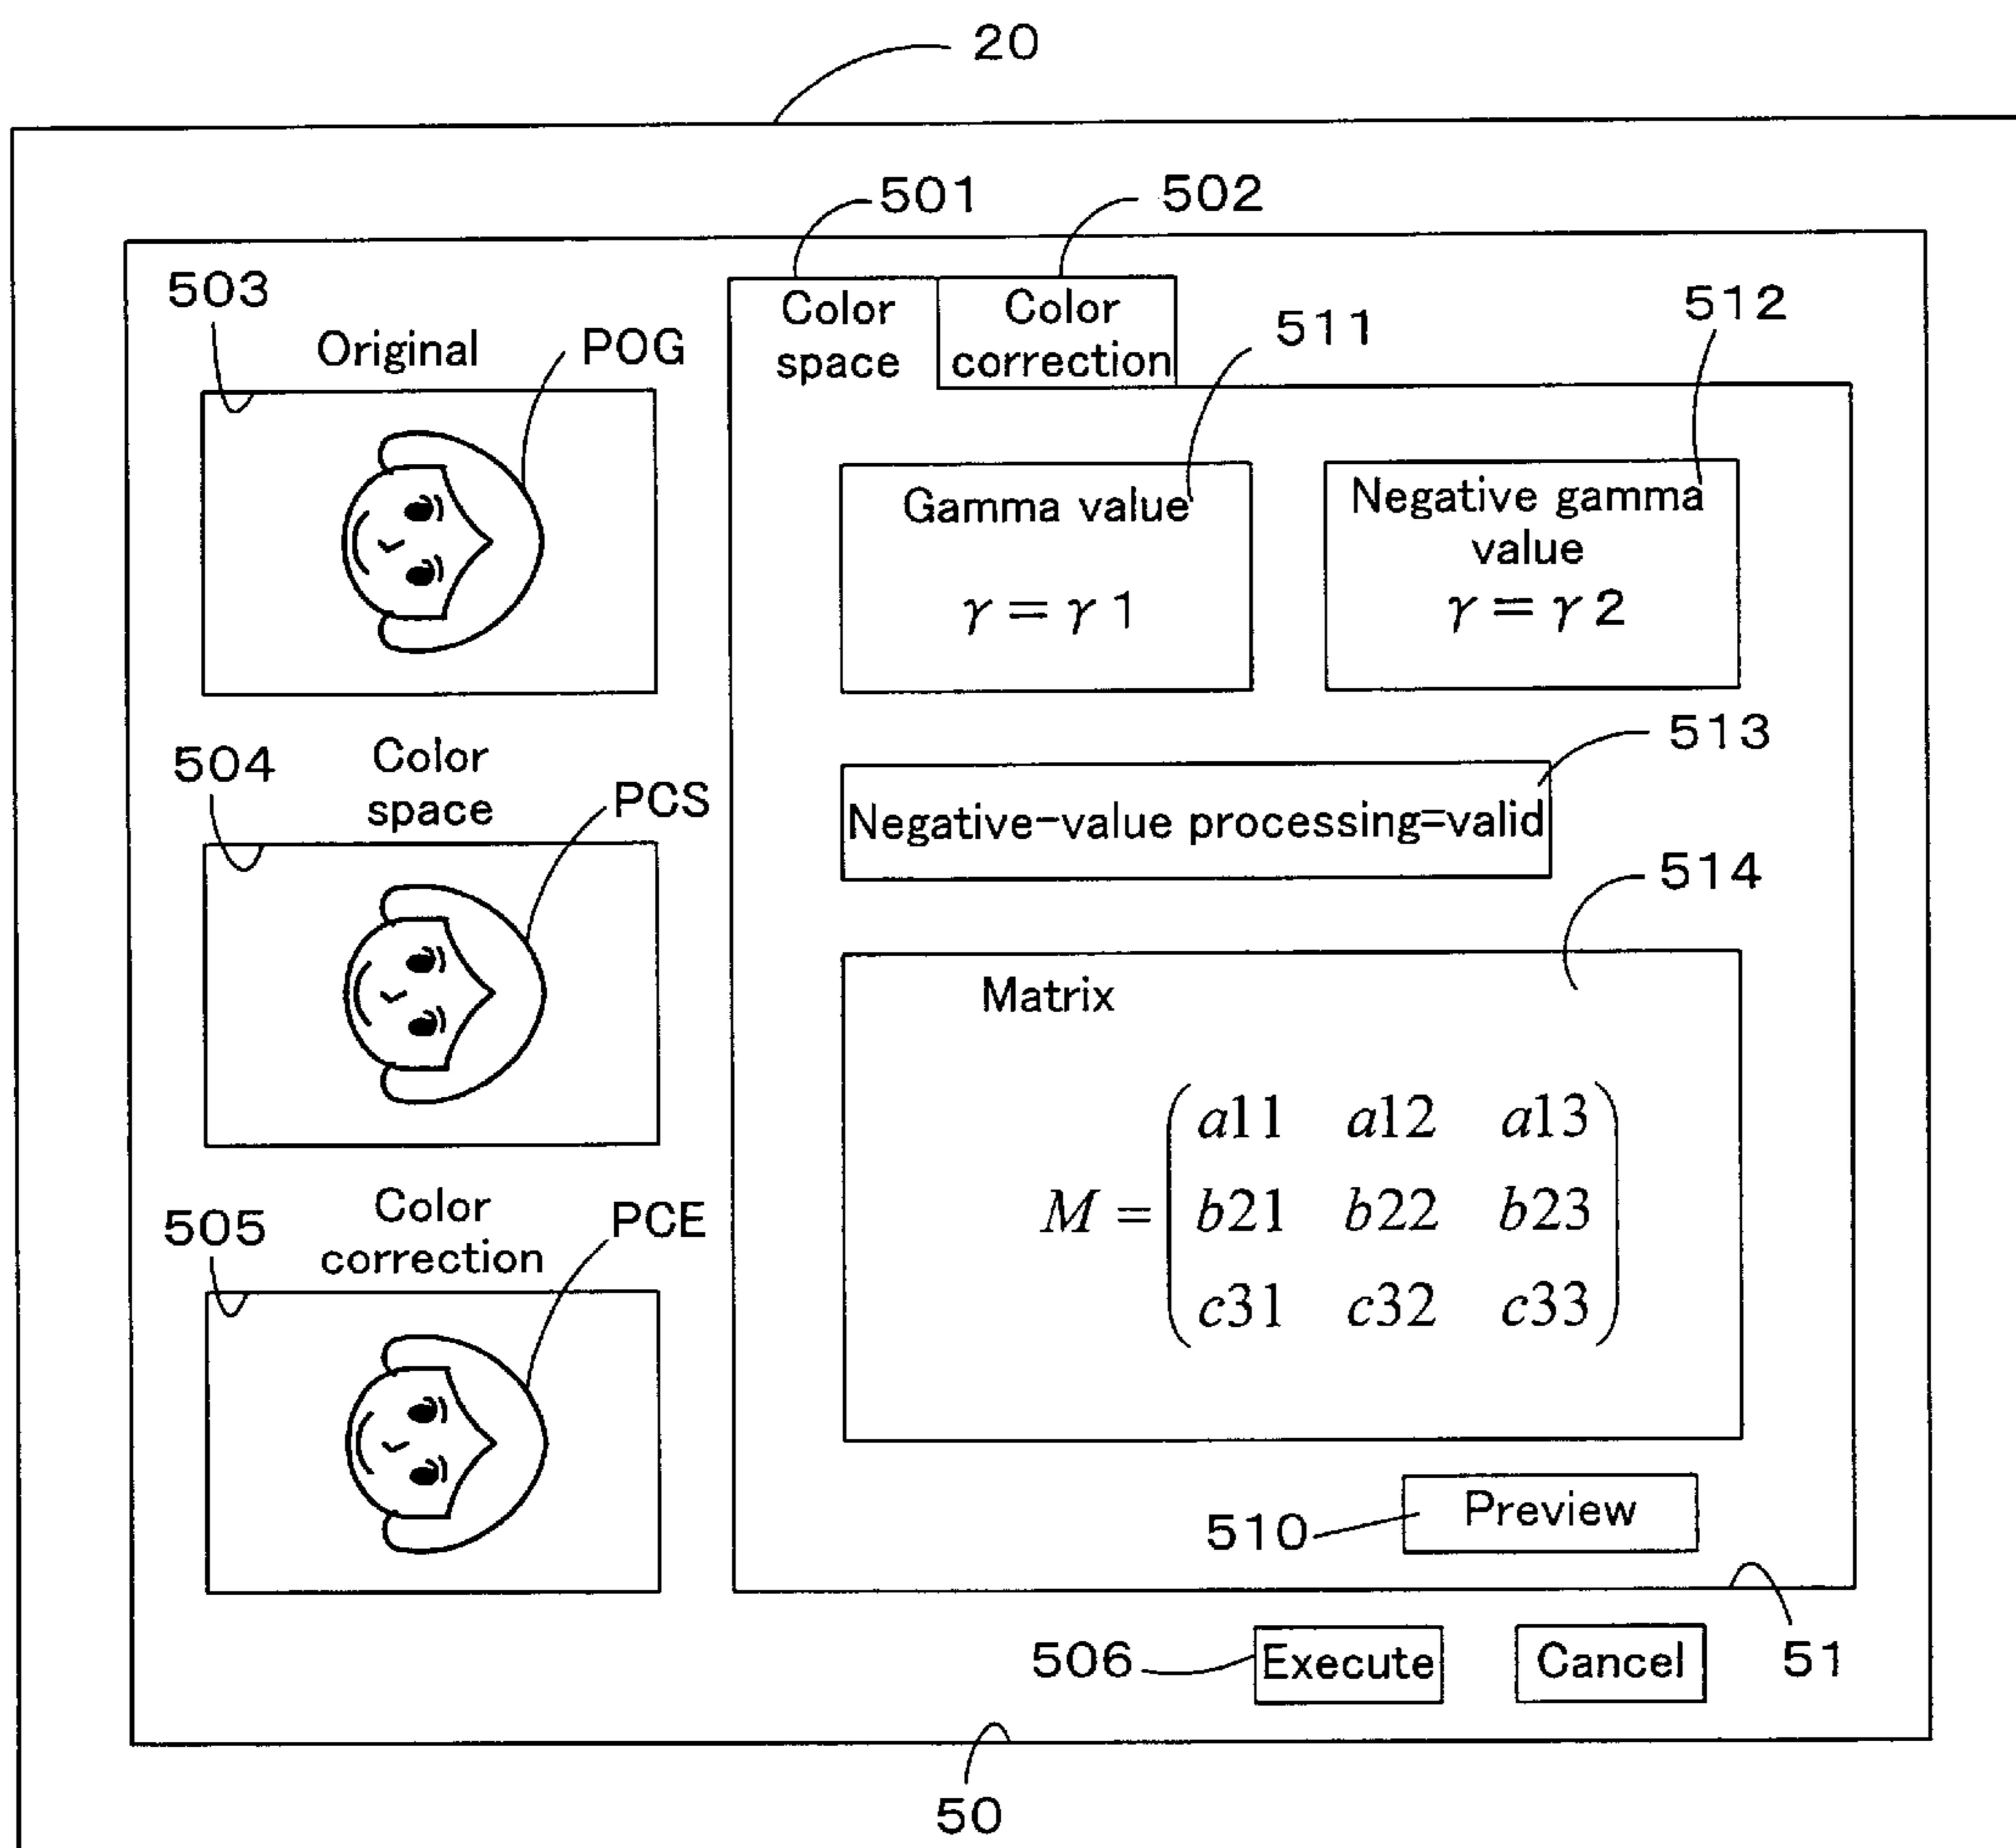 20
501
502
503
Original
POG
Color
space
Color
correction
511
512
Gamma value
γ = γ 1
Negative gamma
value
γ = γ 2
504
Color
space
PCS
513
Negative-value processing=valid
514
Matrix
M = ( a11 a12 a13
b21 b22 b23
c31 c32 c33 )
505
Color
correction
PCE
510
Preview
506
Execute
Cancel
51
50